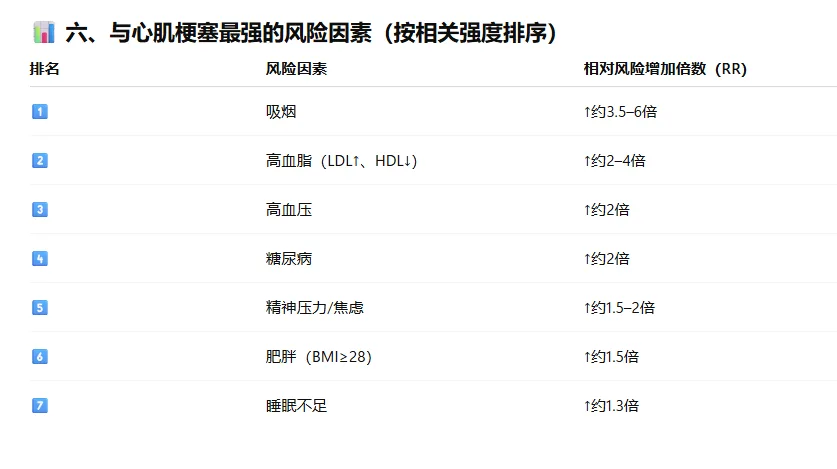 📊 六、与心肌梗塞最强的风险因素（按相关强度排序）
排名 风险因素 相对风险增加倍数（RR）
1 吸烟 ↑约3.5–6倍
2 高血脂（LDL↑、HDL↓） ↑约2–4倍
3 高血压 ↑约2倍
4 糖尿病 ↑约2倍
5 精神压力/焦虑 ↑约1.5–2倍
6 肥胖（BMI≥28） ↑约1.5倍
7 睡眠不足 ↑约1.3倍